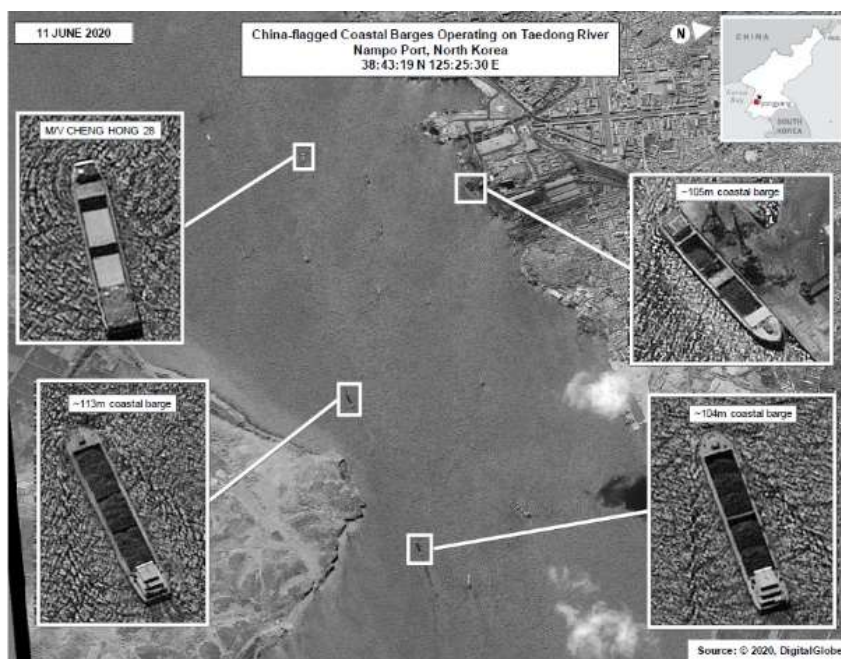 11 JUNE 2020
China-flagged Coastal Barges Operating on Taedong River
Nampo Port, North Korea
38:43:19 N 125:25:30 E
N
CHINA
Pyongyang
SOUTH
KOREA
M/V CHENG HONG 28
~105m coastal barge
~113m coastal barge
~104m coastal barge
Source: © 2020, DigitalGlobe